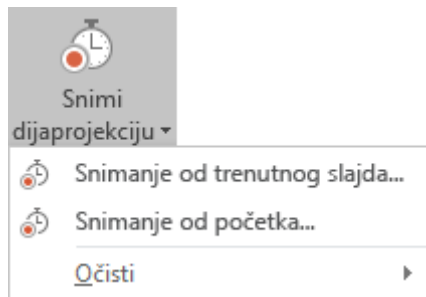 Snimi
dijaprojekciju
Snimanje od trenutnog slajda...
Snimanje od početka...
Očisti